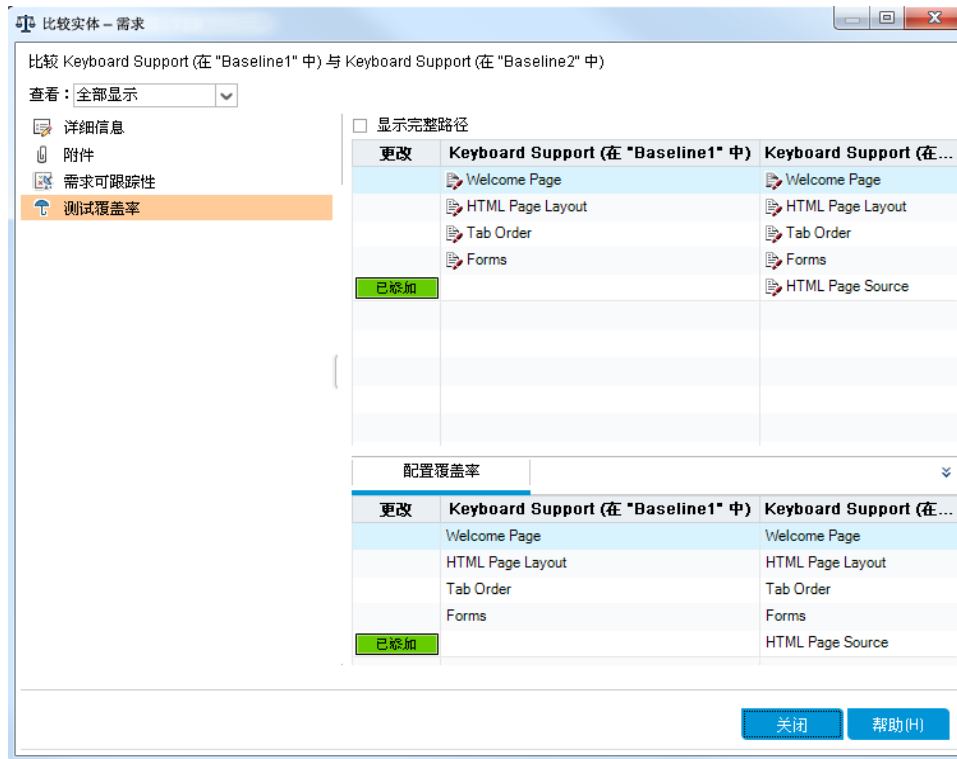 比较实体 – 需求
比较 Keyboard Support (在 "Baseline1" 中) 与 Keyboard Support (在 "Baseline2" 中)
查看：全部显示
详细信息
附件
需求可跟踪性
测试覆盖率
显示完整路径
更改 Keyboard Support (在 "Baseline1" 中) Keyboard Support (在...
Welcome Page Welcome Page
HTML Page Layout HTML Page Layout
Tab Order Tab Order
Forms Forms
已添加 HTML Page Source
配置覆盖率
更改 Keyboard Support (在 "Baseline1" 中) Keyboard Support (在...
Welcome Page Welcome Page
HTML Page Layout HTML Page Layout
Tab Order Tab Order
Forms Forms
已添加 HTML Page Source
关闭 帮助(H)